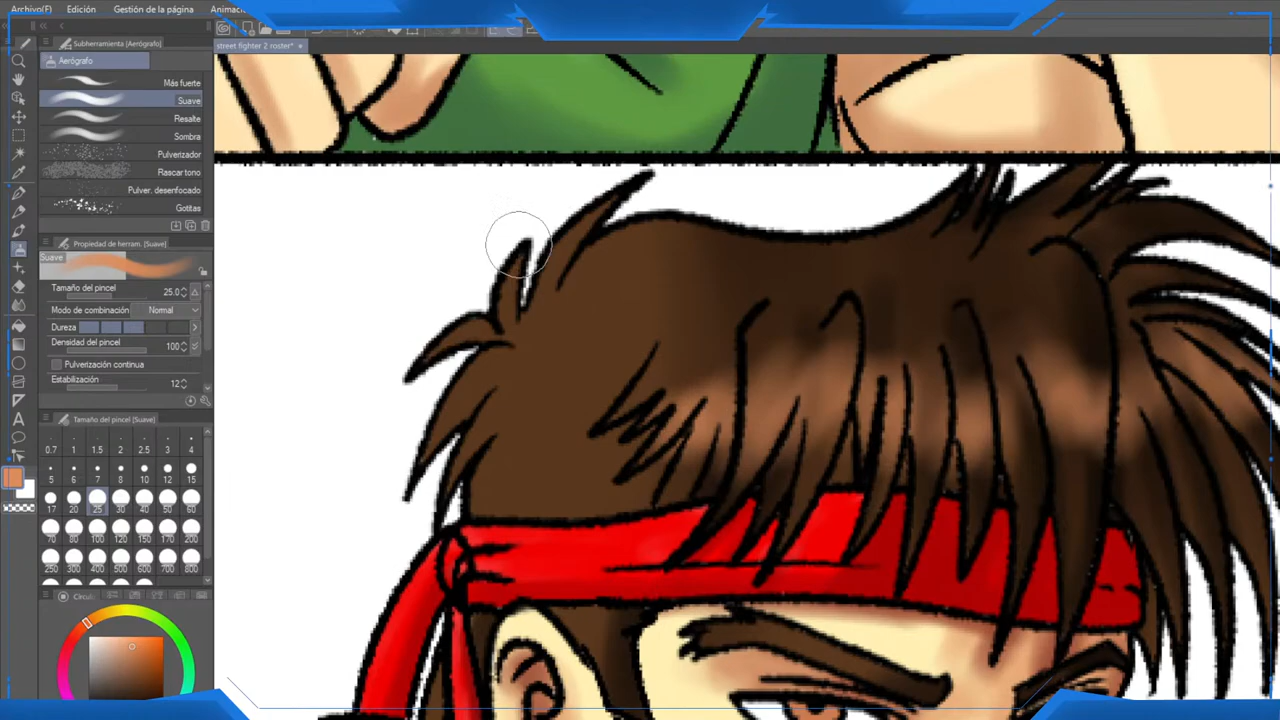 Archivo(F) Edición Gestión de la página Animación
Subherramienta [Aerógrafo]
street fighter 2 roster*
Aerógrafo
Más fuerte
Suave
Resalte
Sombra
Pulverizador
Rascar tono
Pulver. desenfocado
Gotitas
Propiedad de herram. [Suave]
Suave
Tamaño del pincel 25.0
Modo de combinación Normal
Dureza
Densidad del pincel 100
Pulverización continua
Estabilización 12
Tamaño del pincel [Suave]
0.7 1 1.5 2 2.5 3 4
5 6 7 8 10 12 15
17 20 25 30 40 50 60
70 80 100 120 150 170 200
250 300 400 500 600 700 800
Círcul